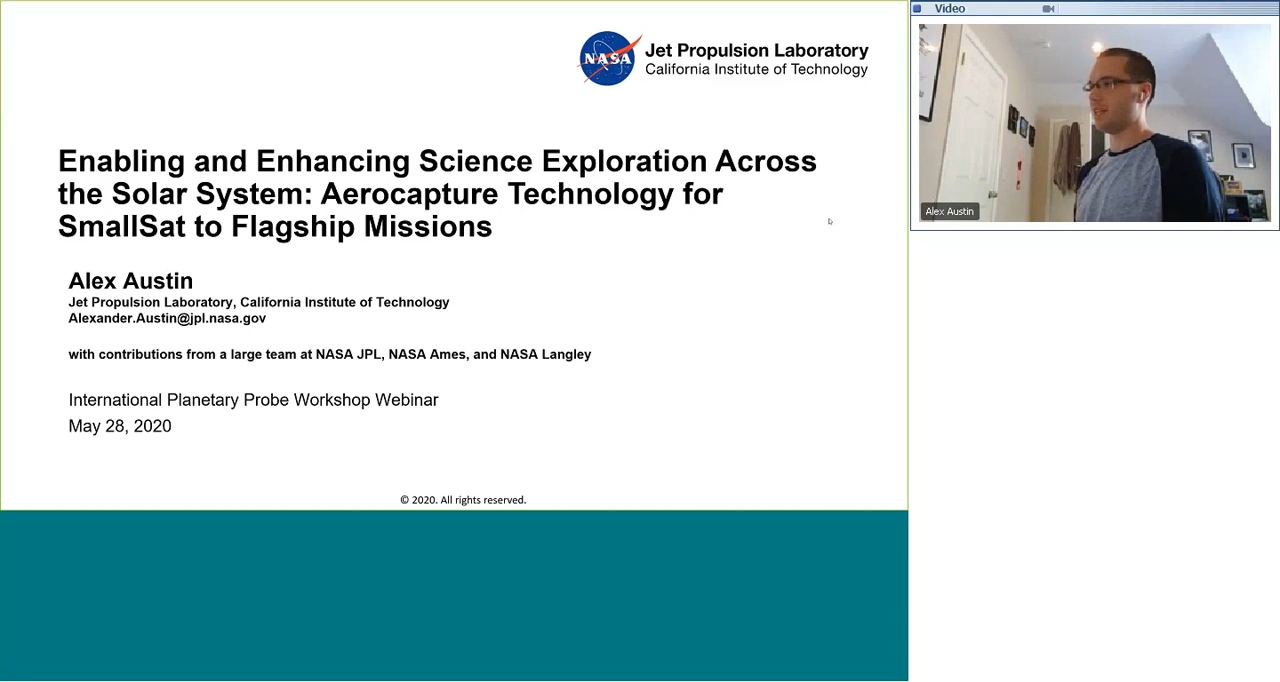 NASA
Jet Propulsion Laboratory
California Institute of Technology
Enabling and Enhancing Science Exploration Across
the Solar System: Aerocapture Technology for
SmallSat to Flagship Missions
Alex Austin
Jet Propulsion Laboratory, California Institute of Technology
Alexander.Austin@jpl.nasa.gov
with contributions from a large team at NASA JPL, NASA Ames, and NASA Langley
International Planetary Probe Workshop Webinar
May 28, 2020
© 2020. All rights reserved.
Video
Alex Austin